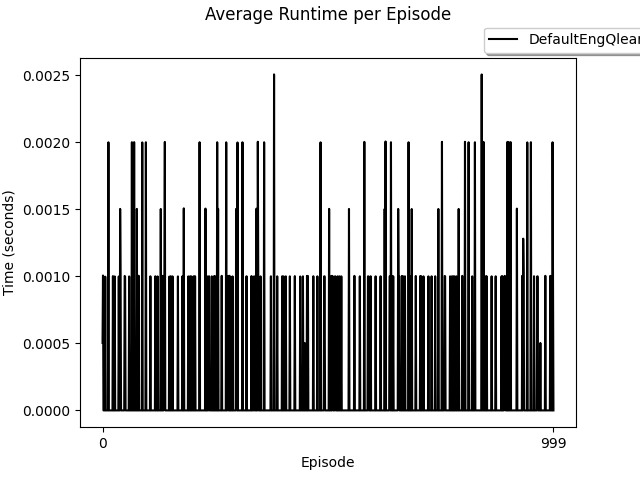 Average Runtime per Episode
DefaultEngQlear
0.0025
0.0020
0.0015
0.0010
0.0005
0.0000
Time (seconds)
0
999
Episode